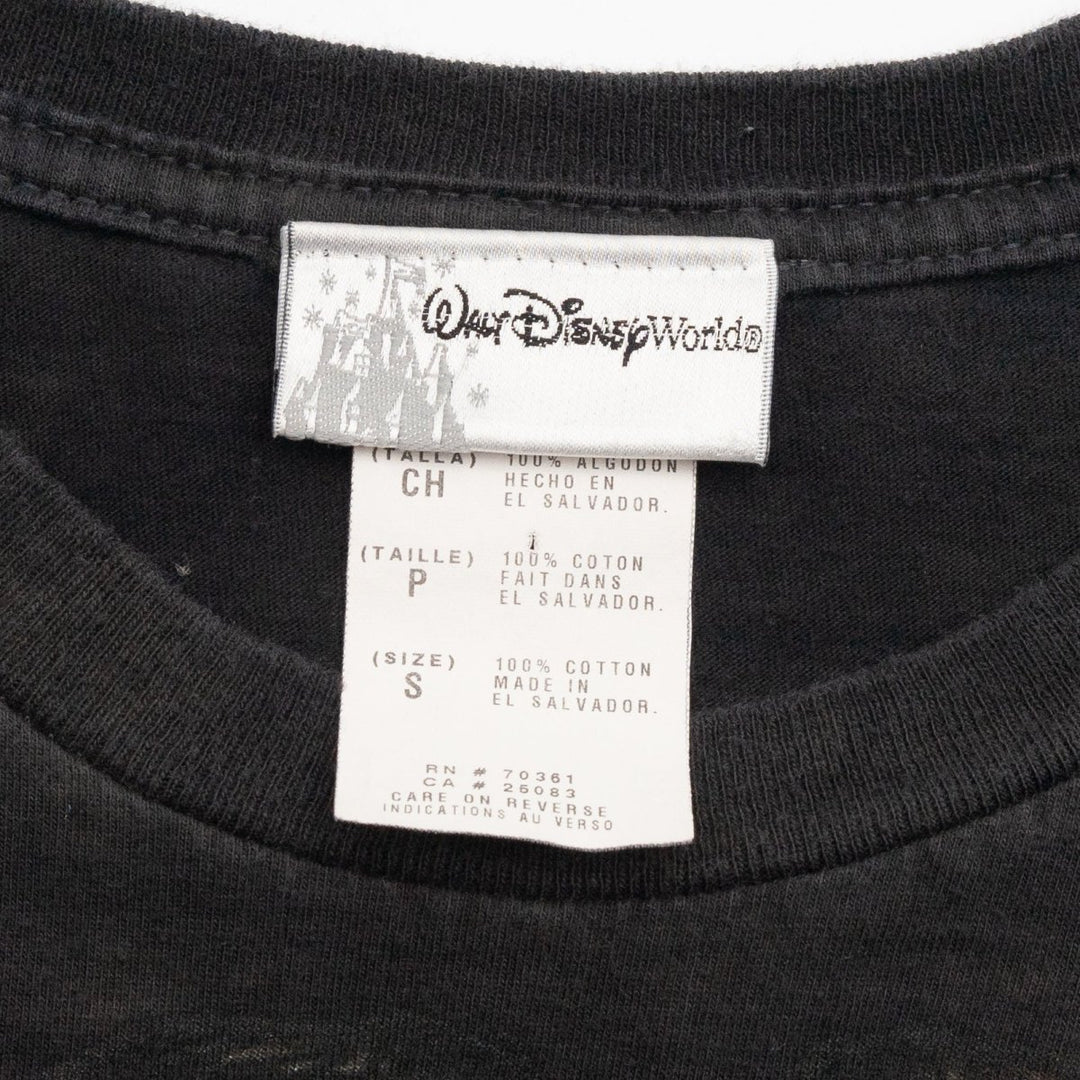 Walt Disney World®
(TALLA) 100% ALGODON
CH HECHO EN
EL SALVADOR.
(TAILLE) 100% COTON
P FAIT DANS
EL SALVADOR.
(SIZE) 100% COTTON
S MADE IN
EL SALVADOR.
RN # 70361
CA # 25083
CARE ON REVERSE
INDICATIONS AU VERSO